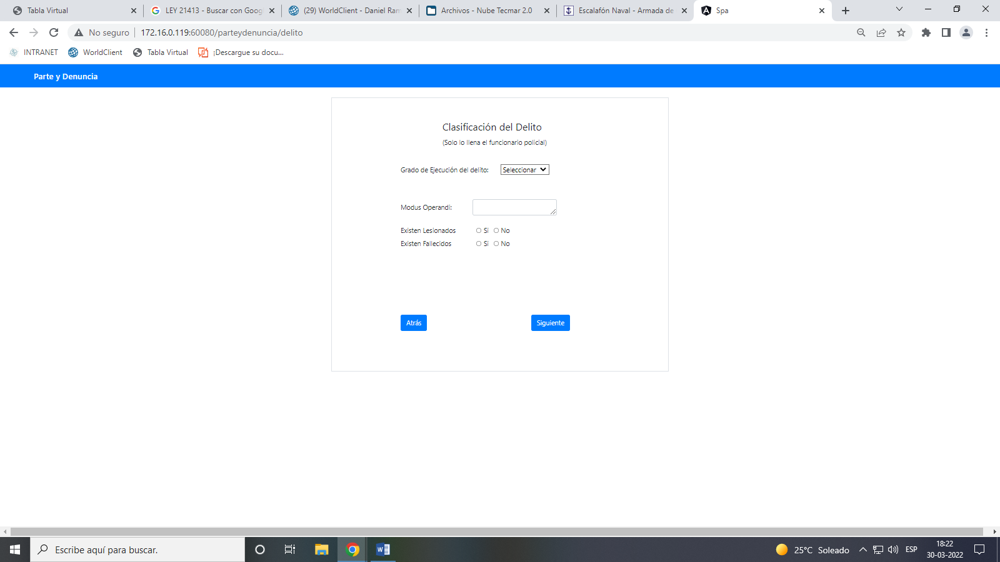 Tabla Virtual
LEY 21413 - Buscar con Goog
(29) WorldClient - Daniel Ram
Archivos - Nube Tecmar 2.0
Escalafón Naval - Armada de
Spa
No seguro
172.16.0.119:60080/parteydenuncia/delito
INTRANET
WorldClient
Tabla Virtual
¡Descargue su docu...
Parte y Denuncia
Clasificación del Delito
(Solo lo llena el funcionario policial)
Grado de Ejecución del delito: Seleccionar
Modus Operandi:
Existen Lesionados Si No
Existen Fallecidos Si No
Atrás Siguiente
Escribe aquí para buscar.
25°C Soleado
ESP
18:22
30-03-2022